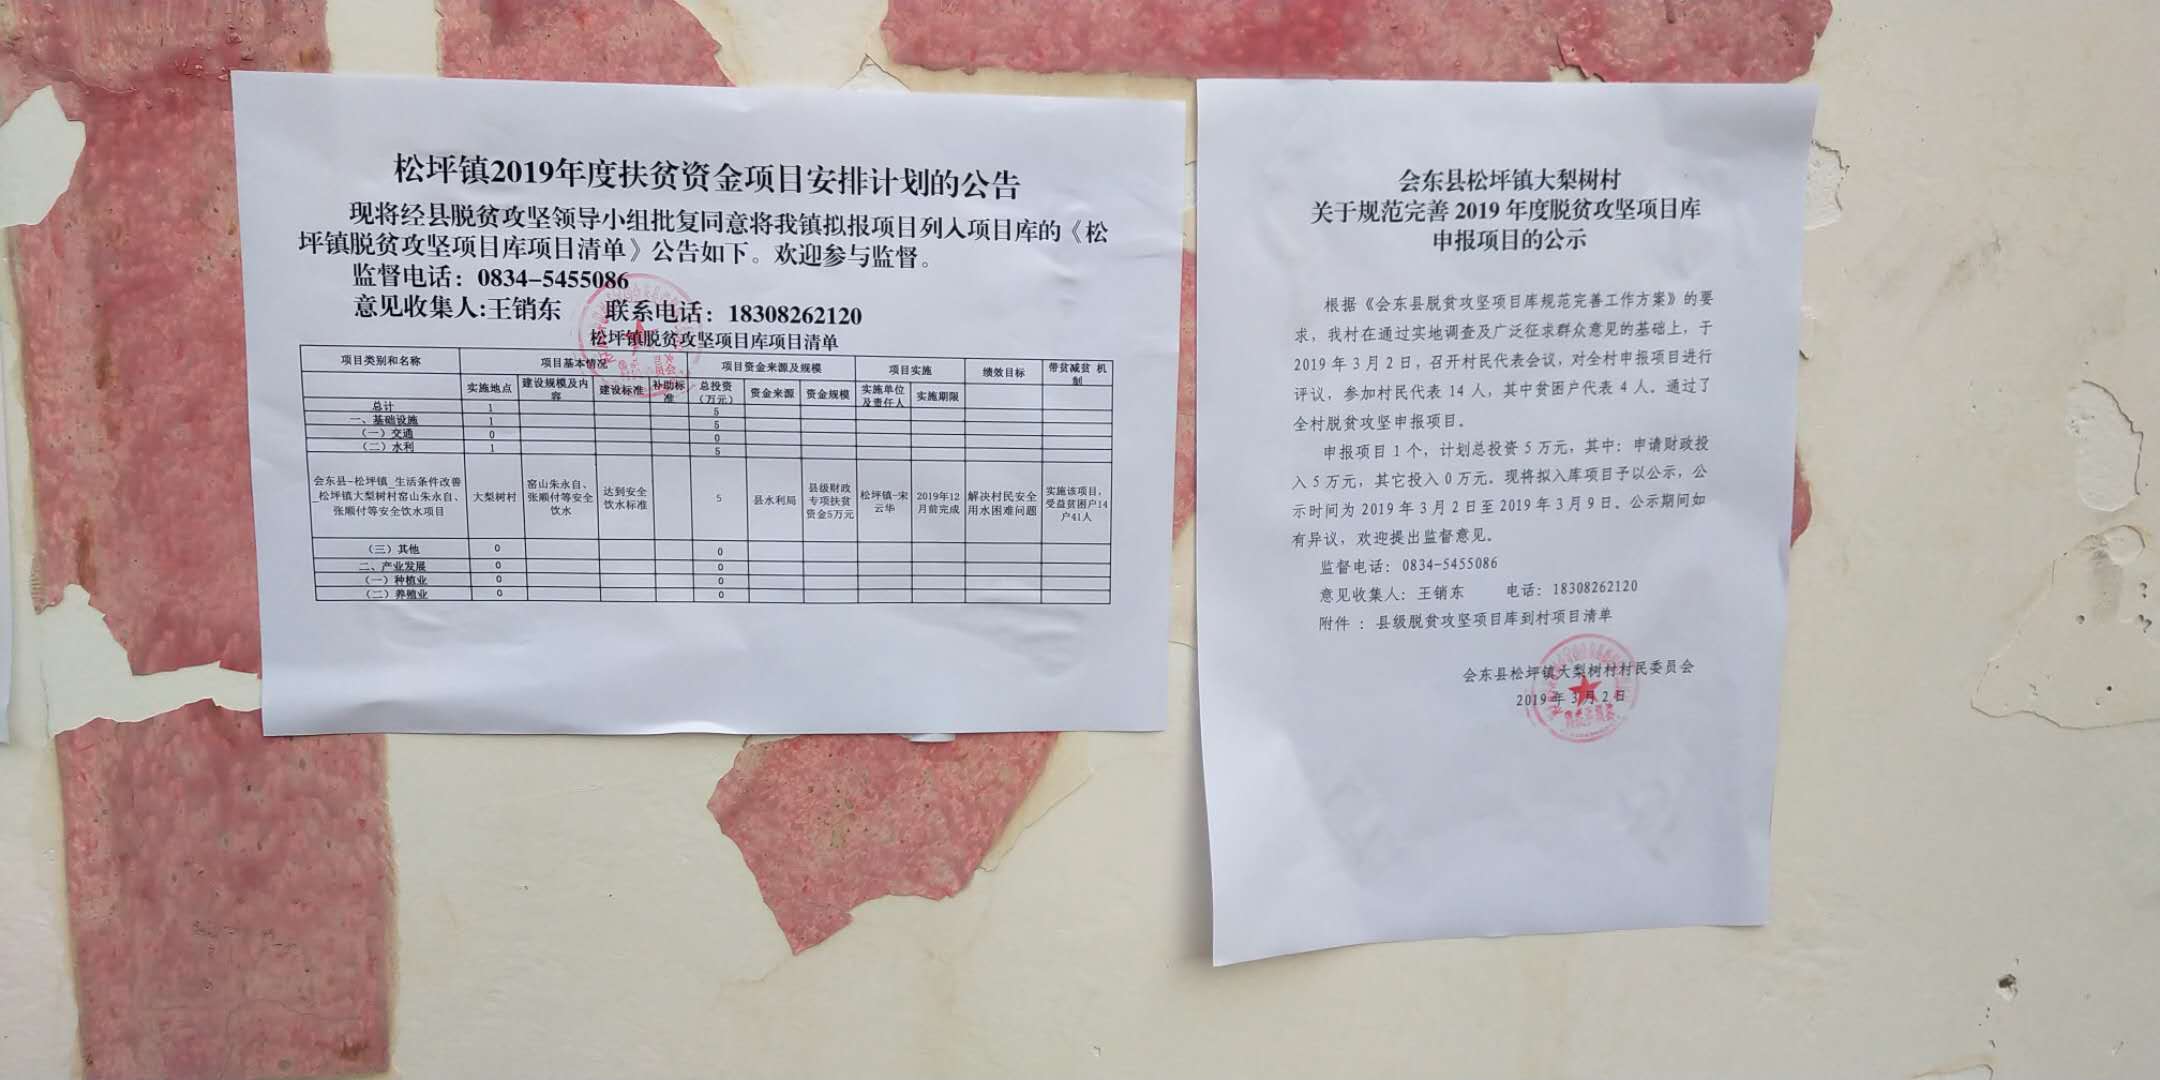 松坪镇2019年度扶贫资金项目安排计划的公告
现将经县脱贫攻坚领导小组批复同意将我镇拟报项目列入项目库的《松
坪镇脱贫攻坚项目库项目清单》公告如下。欢迎参与监督。
监督电话：0834-5455086
意见收集人:王销东 联系电话：18308262120
松坪镇脱贫攻坚项目库项目清单
项目类别和名称 项目基本情况 项目资金来源及规模 项目实施 绩效目标 带贫减贫 机制
实施地点 建设规模及内容 建设标准 补助标准 总投资（万元） 资金来源 资金规模 实施单位及责任人 实施期限
总计 1 5
一、基础设施 1 5
（一）交通 0 0
（二）水利 1 5
会东县-松坪镇_生活条件改善
_松坪镇大梨树村窑山朱永自、
张顺付等安全饮水项目
大梨树村
窑山朱永自、
张顺付等安全
饮水
达到安全
饮水标准
5
县水利局
县级财政
专项扶贫
资金5万元
松坪镇-宋
云华
2019年12
月前完成
解决村民安全
用水困难问题
实施该项目,
受益贫困户14
户41人
（三）其他 0 0
二、产业发展 0 0
（一）种植业 0 0
（二）养殖业 0 0
会东县松坪镇大梨树村
关于规范完善 2019 年度脱贫攻坚项目库
申报项目的公示
根据《会东县脱贫攻坚项目库规范完善工作方案》的要
求，我村在通过实地调查及广泛征求群众意见的基础上，于
2019 年 3 月 2 日，召开村民代表会议，对全村申报项目进行
评议，参加村民代表 14 人，其中贫困户代表 4 人。通过了
全村脱贫攻坚申报项目。
申报项目 1 个，计划总投资 5 万元，其中：申请财政投
入 5 万元，其它投入 0 万元。现将拟入库项目予以公示，公
示时间为 2019 年 3 月 2 日至 2019 年 3 月 9 日。公示期间如
有异议，欢迎提出监督意见。
监督电话：0834-5455086
意见收集人：王销东 电话：18308262120
附件 ：县级脱贫攻坚项目库到村项目清单
会东县松坪镇大梨树村村民委员会
2019 年 3 月 2 日